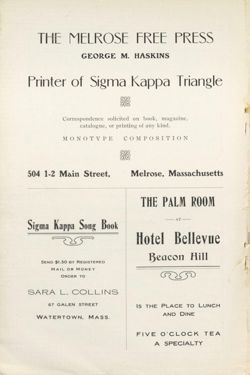 THE MELROSE FREE PRESS
GEORGE M. HASKINS
Printer of Sigma Kappa Triangle
Correspondence solicited on book, magazine,
catalogue, or printing of any kind.
MONOTYPE COMPOSITION
504 1-2 Main Street, Melrose, Massachusetts
Sigma Kappa Song Book
SEND $1.50 BY REGISTERED
MAIL OR MONEY
ORDER TO
SARA L. COLLINS
67 GALEN STREET
WATERTOWN, MASS.
THE PALM ROOM
AT
Hotel Bellevue
Beacon Hill
IS THE PLACE TO LUNCH
AND DINE
FIVE O'CLOCK TEA
A SPECIALTY